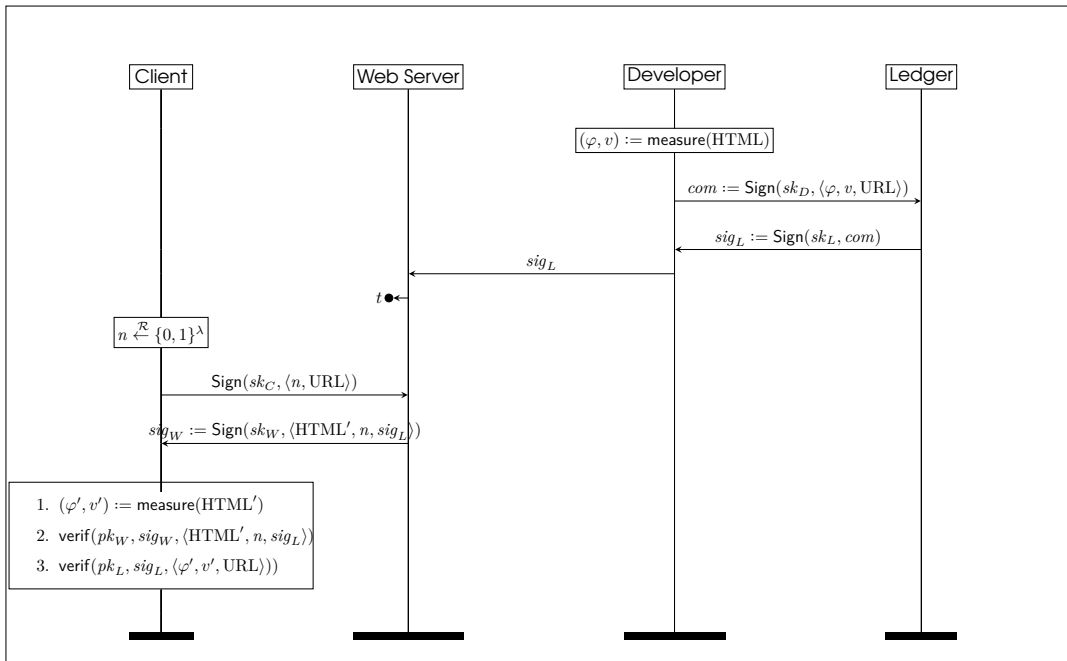 Client Web Server Developer Ledger
(φ, v) := measure(HTML)
com := Sign(sk_D, ⟨φ, v, URL⟩)
sig_L := Sign(sk_L, com)
sig_L
t
n ←ᴿ {0, 1}^λ
Sign(sk_C, ⟨n, URL⟩)
sig_W := Sign(sk_W, ⟨HTML′, n, sig_L⟩)
1. (φ′, v′) := measure(HTML′)
2. verif(pk_W, sig_W, ⟨HTML′, n, sig_L⟩)
3. verif(pk_L, sig_L, ⟨φ′, v′, URL⟩))